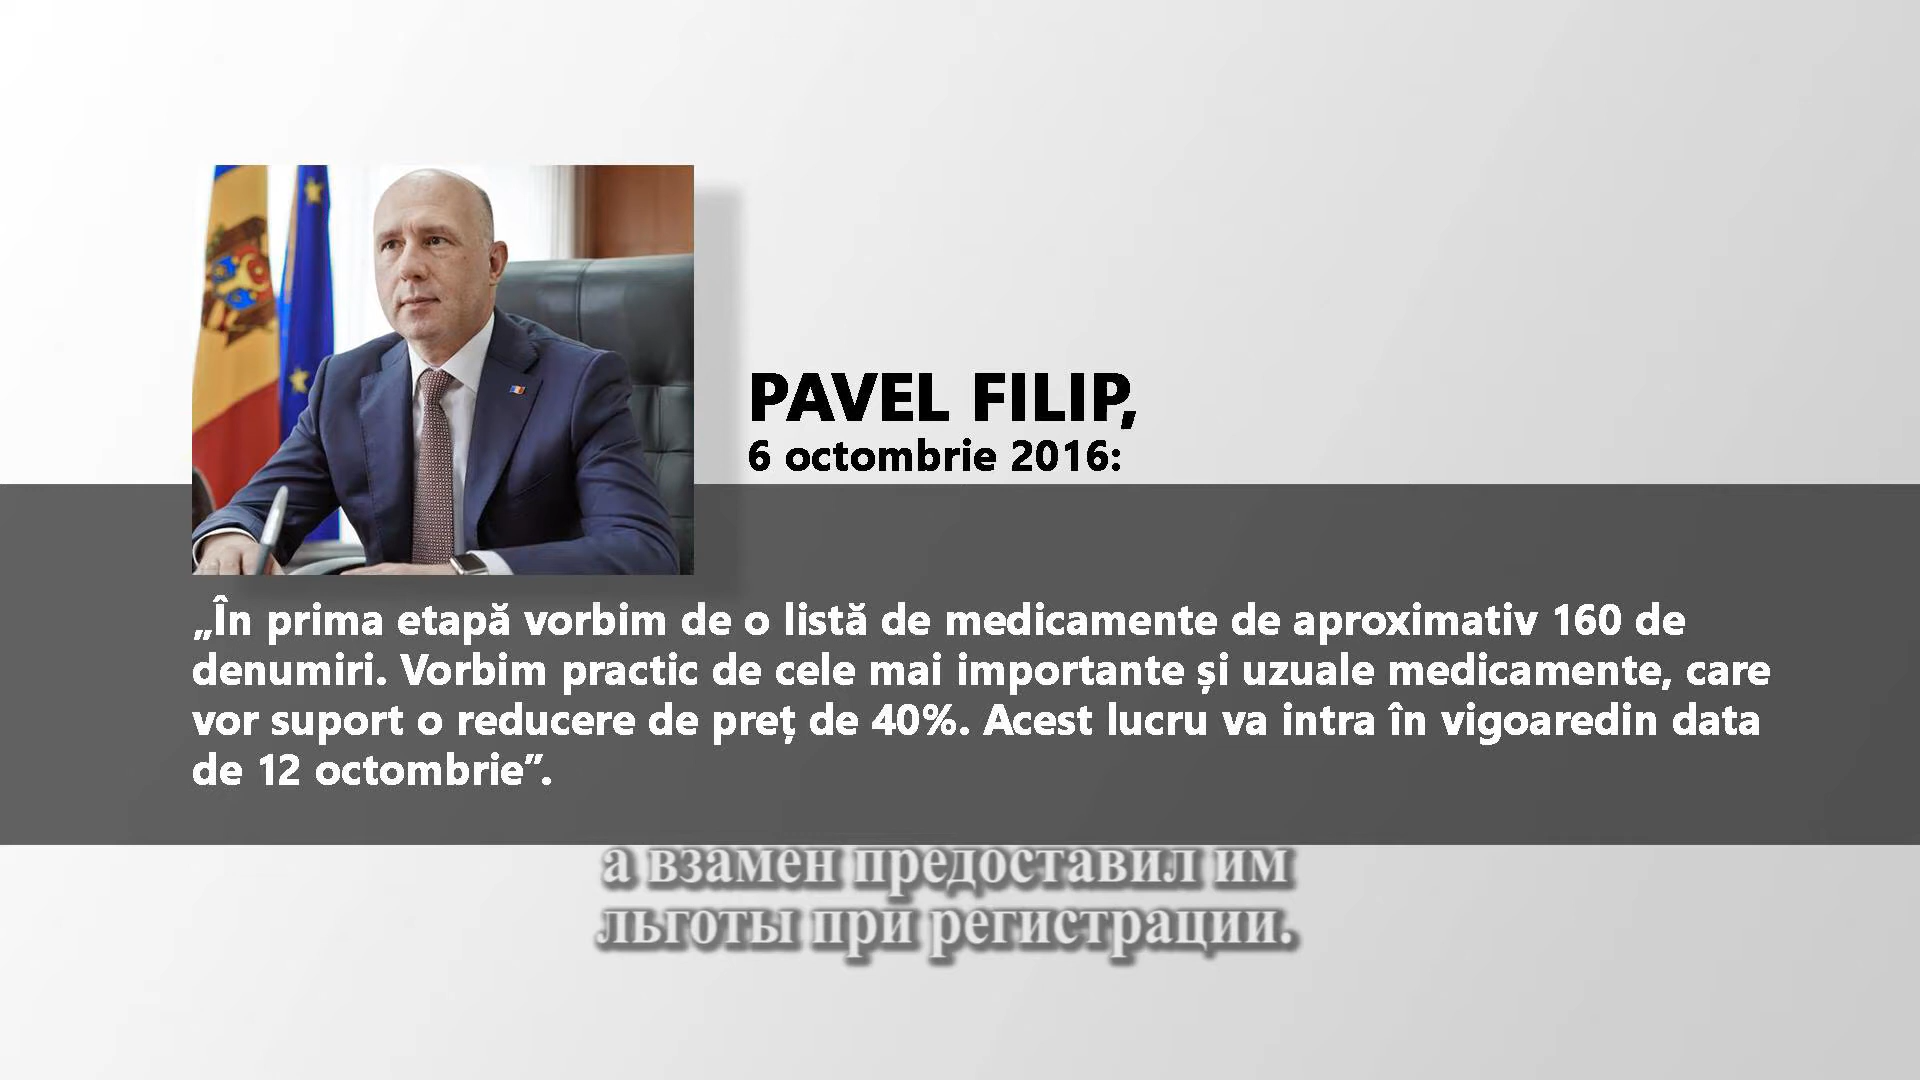 PAVEL FILIP,
6 octombrie 2016:
„În prima etapă vorbim de o listă de medicamente de aproximativ 160 de
denumiri. Vorbim practic de cele mai importante și uzuale medicamente, care
vor suport o reducere de preț de 40%. Acest lucru va intra în vigoaredin data
de 12 octombrie”.
а взамен предоставил им
льготы при регистрации.